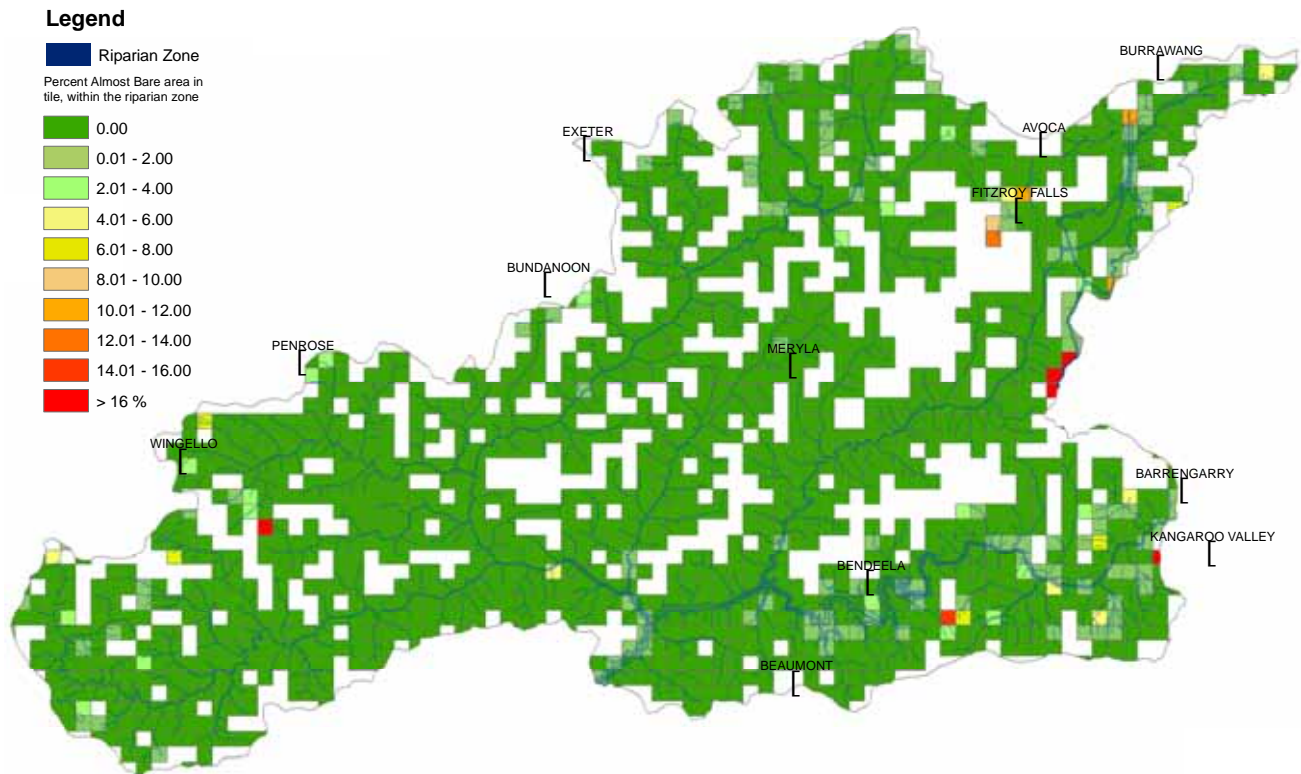 Legend
Riparian Zone
Percent Almost Bare area in
tile, within the riparian zone
0.00
0.01 - 2.00
2.01 - 4.00
4.01 - 6.00
6.01 - 8.00
8.01 - 10.00
10.01 - 12.00
12.01 - 14.00
14.01 - 16.00
> 16 %
BURRAWANG
EXETER
AVOCA
FITZROY FALLS
BUNDANOON
PENROSE
MERYLA
WINGELLO
BARRENGARRY
KANGAROO VALLEY
BENDEELA
BEAUMONT